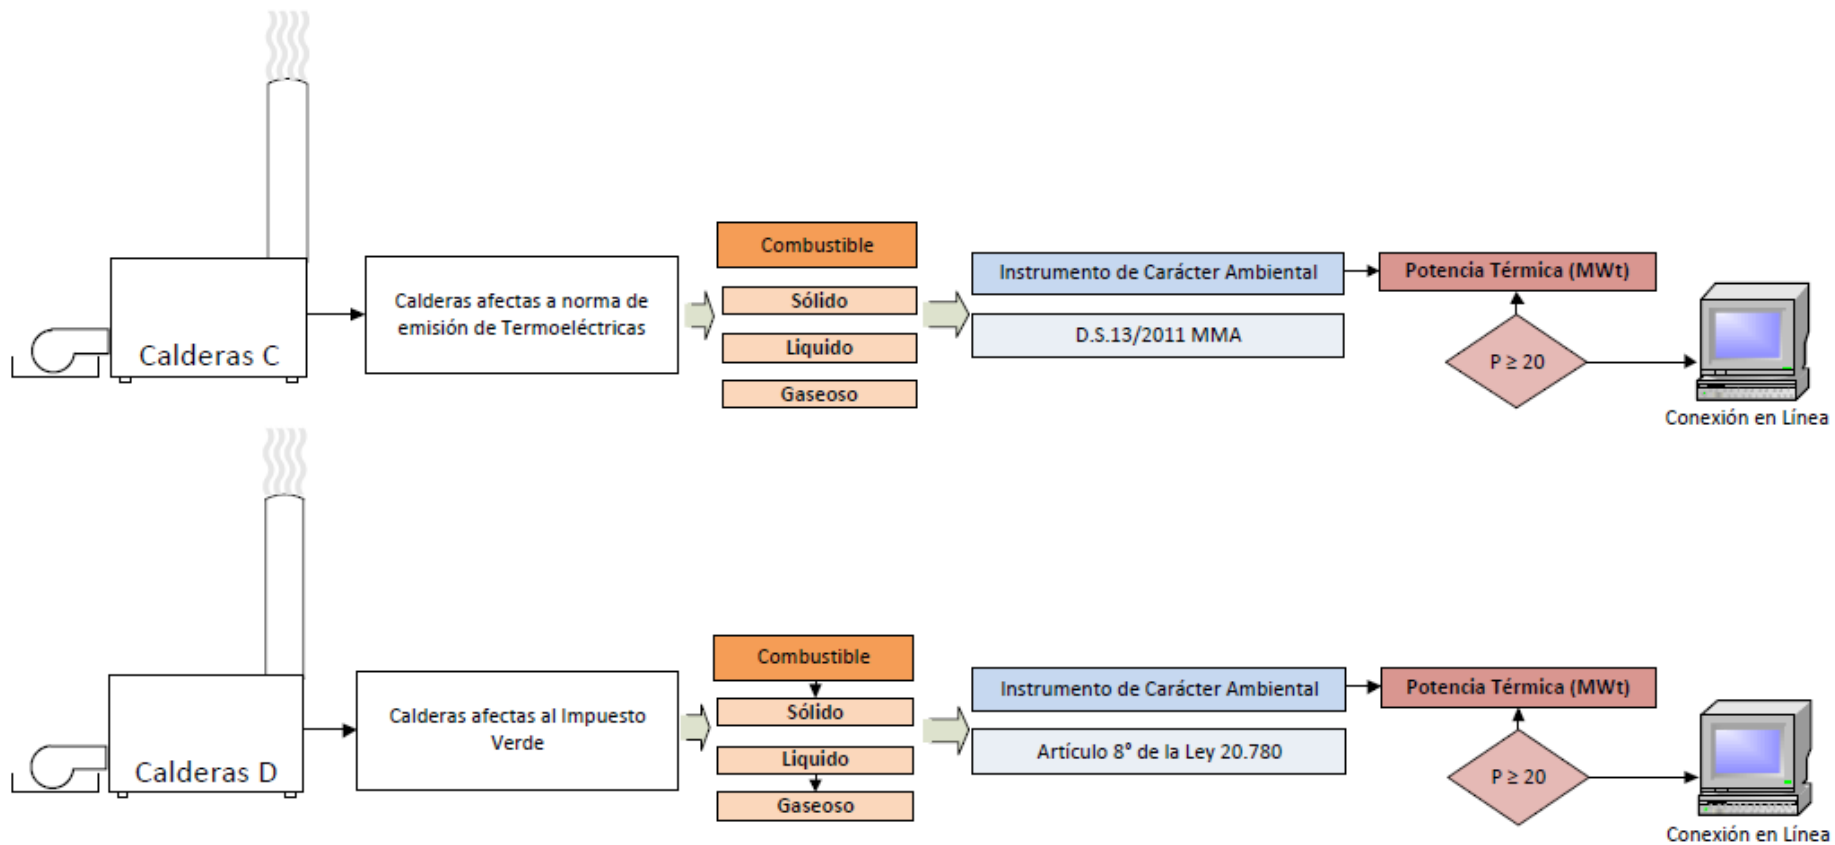 Combustible
Instrumento de Carácter Ambiental
Potencia Térmica (MWt)
Calderas afectas a norma de
emisión de Termoeléctricas
Sólido
Liquido
Gaseoso
D.S.13/2011 MMA
P ≥ 20
Calderas C
Conexión en Línea
Combustible
Instrumento de Carácter Ambiental
Potencia Térmica (MWt)
Calderas afectas al Impuesto
Verde
Sólido
Liquido
Gaseoso
Artículo 8° de la Ley 20.780
P ≥ 20
Calderas D
Conexión en Línea